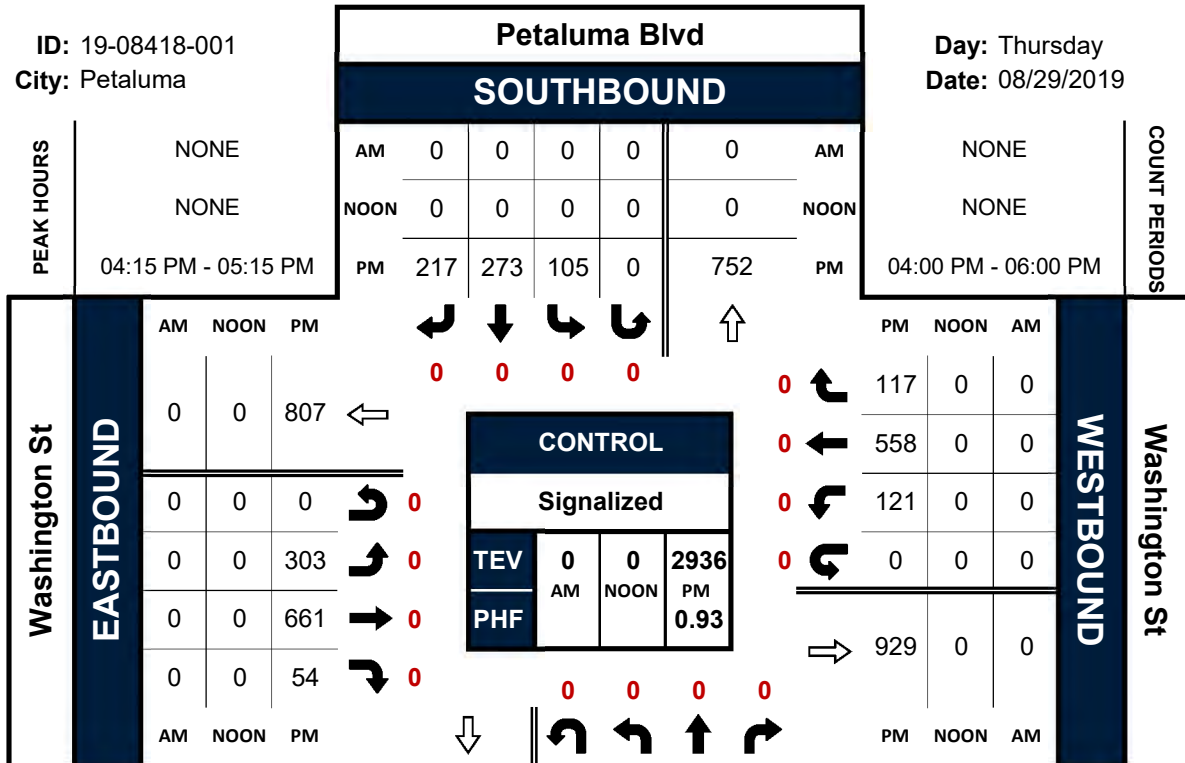 ID: 19-08418-001
City: Petaluma
Petaluma Blvd
SOUTHBOUND
Day: Thursday
Date: 08/29/2019
PEAK HOURS
NONE
NONE
04:15 PM - 05:15 PM
AM 0 0 0 0 0 AM
NOON 0 0 0 0 0 NOON
PM 217 273 105 0 752 PM
NONE
NONE
04:00 PM - 06:00 PM
COUNT PERIODS
0 0 0 0
Washington St
EASTBOUND
AM NOON PM
0 0 807
0 0 0 0
0 0 303 0
0 0 661 0
0 0 54 0
AM NOON PM
CONTROL
Signalized
TEV 0 0 2936
AM NOON PM
PHF 0.93
PM NOON AM
0 117 0 0
0 558 0 0
0 121 0 0
0 0 0 0
929 0 0
PM NOON AM
WESTBOUND
Washington St
0 0 0 0